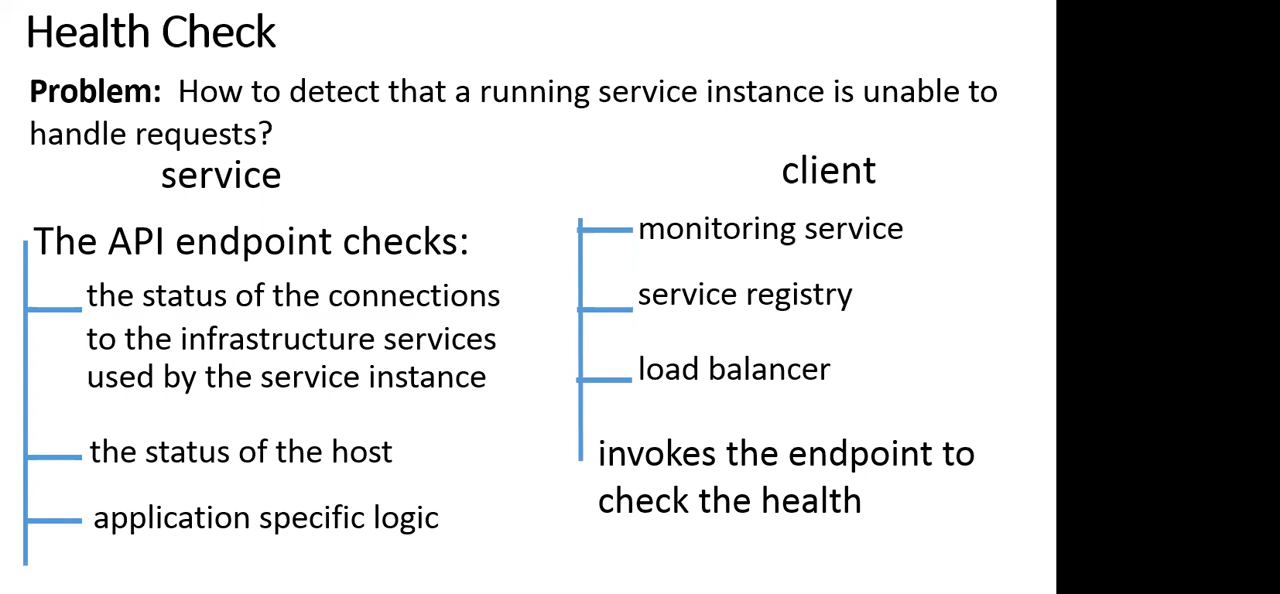 Health Check
Problem: How to detect that a running service instance is unable to
handle requests?
service
The API endpoint checks:
the status of the connections
to the infrastructure services
used by the service instance
the status of the host
application specific logic
client
monitoring service
service registry
load balancer
invokes the endpoint to
check the health